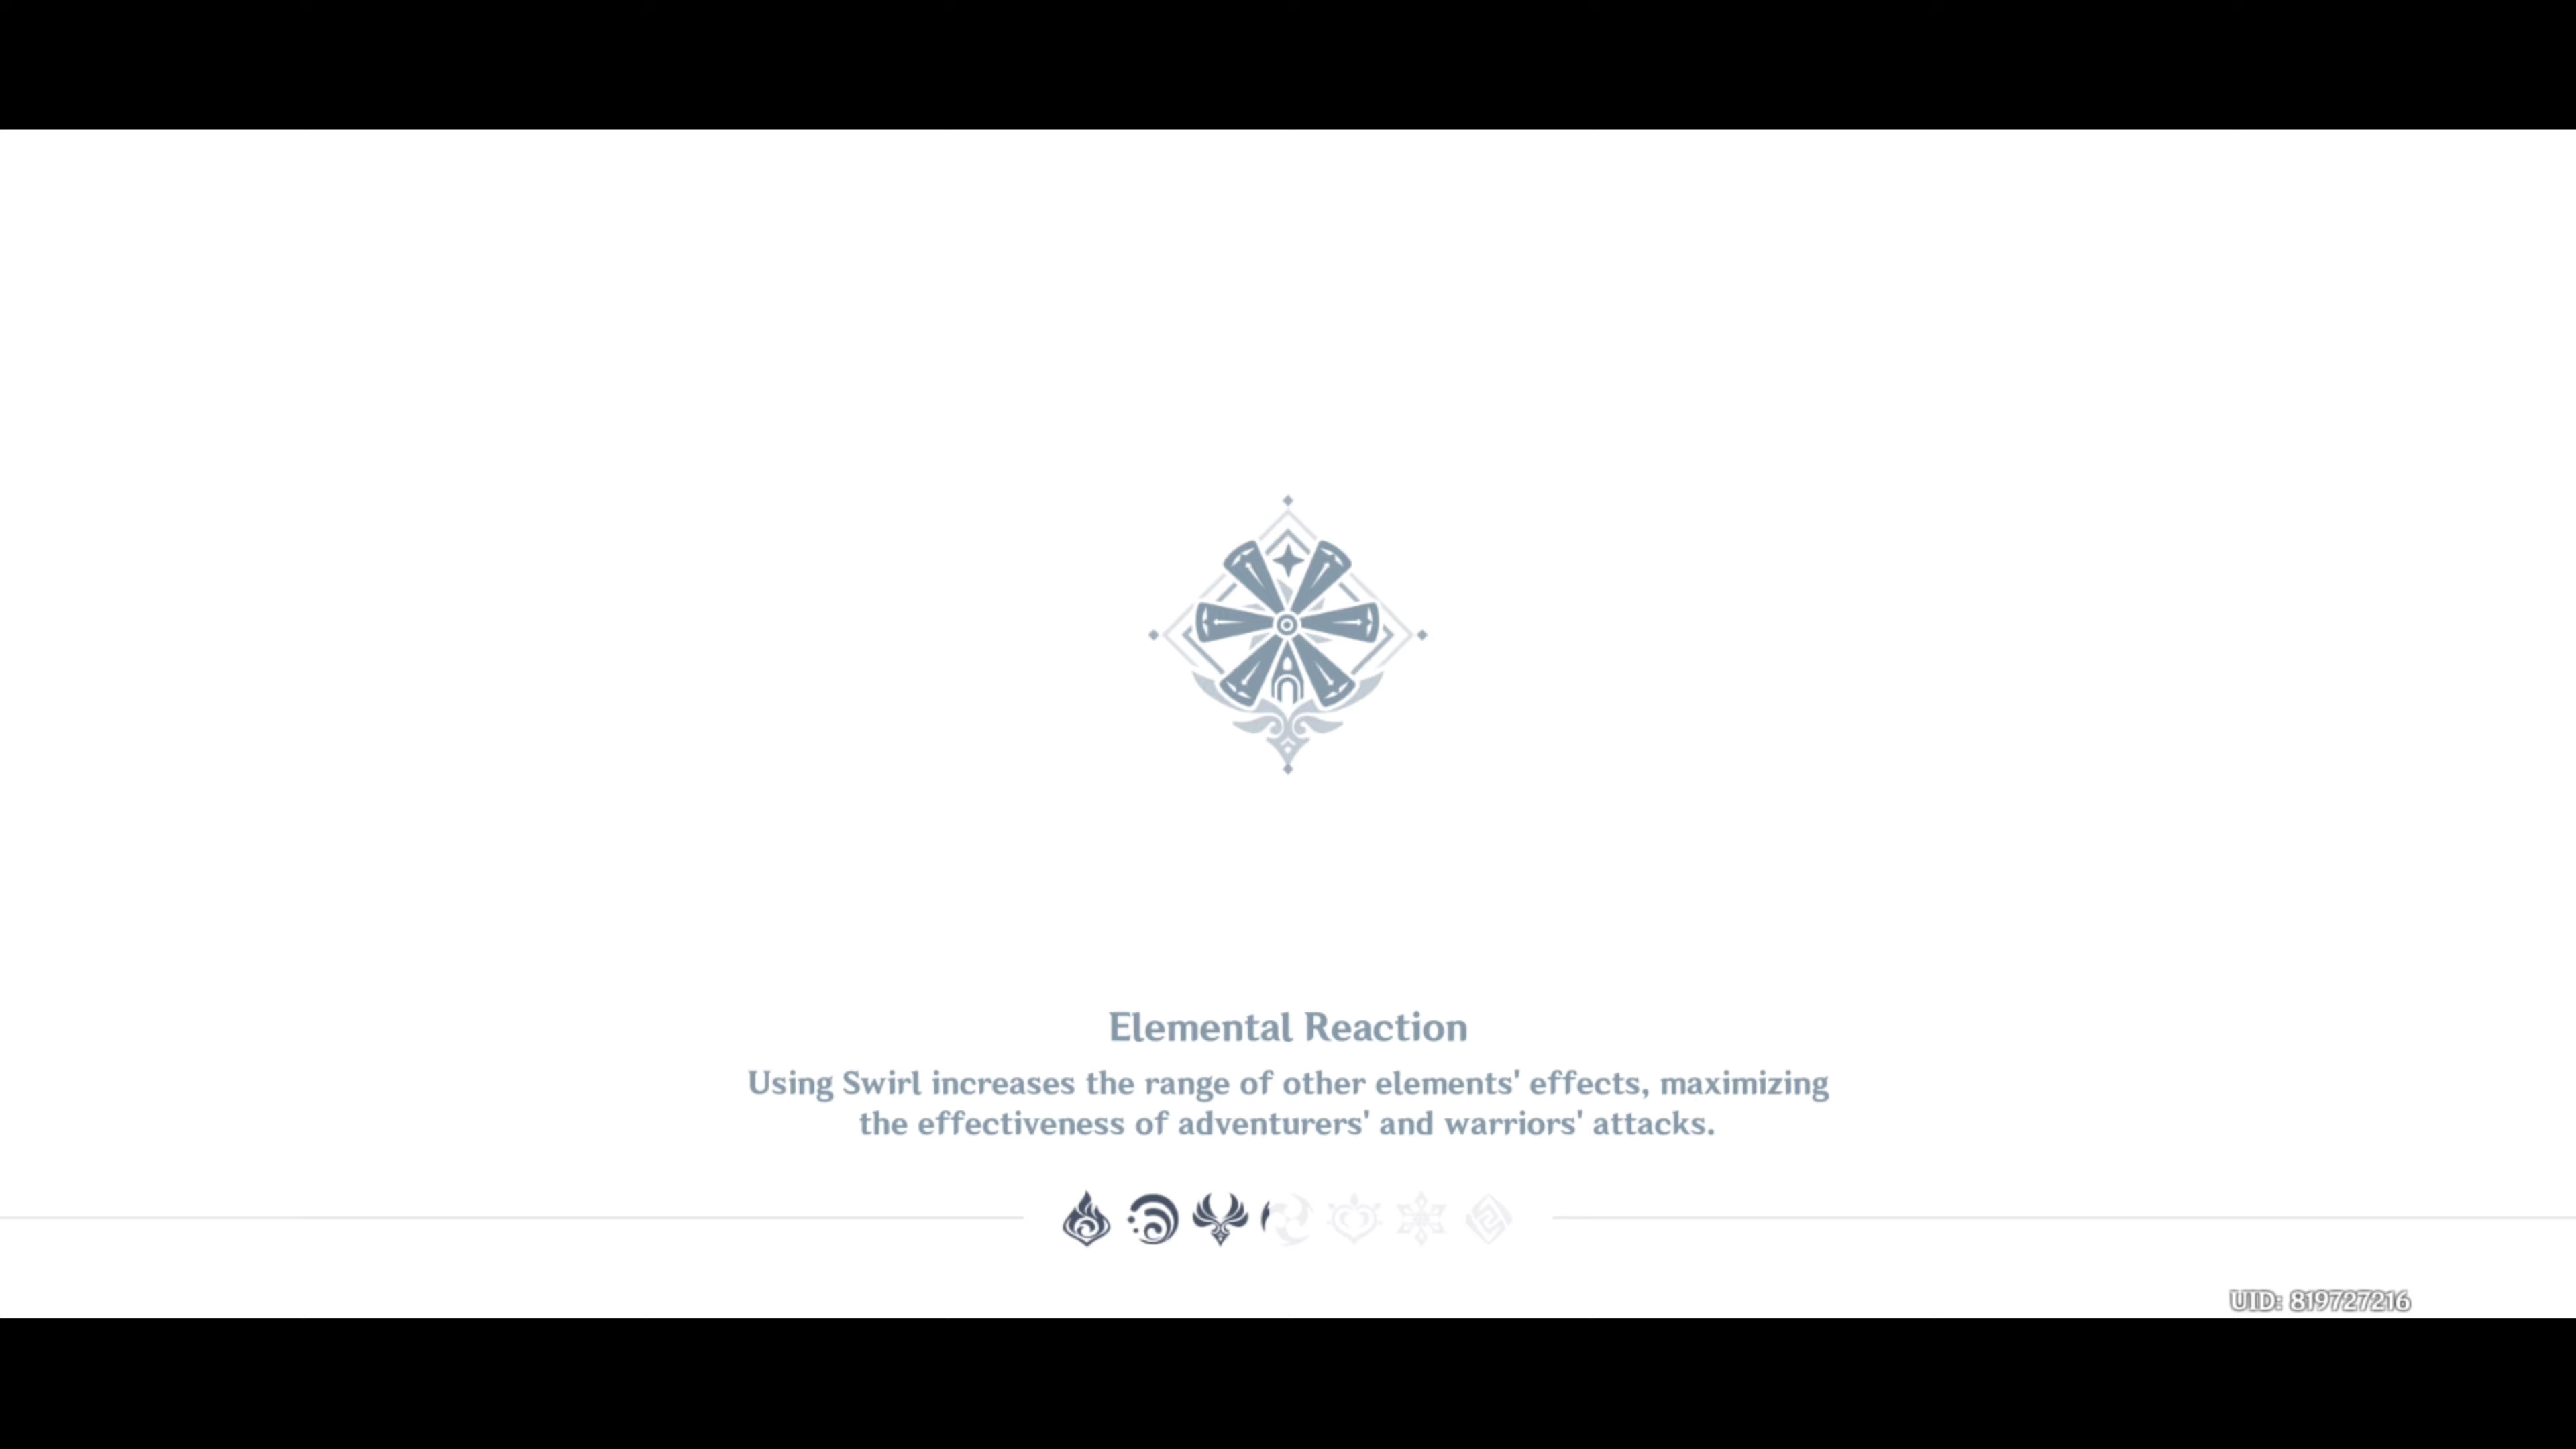 Elemental Reaction
Using Swirl increases the range of other elements' effects, maximizing
the effectiveness of adventurers' and warriors' attacks.
UID: 819727216